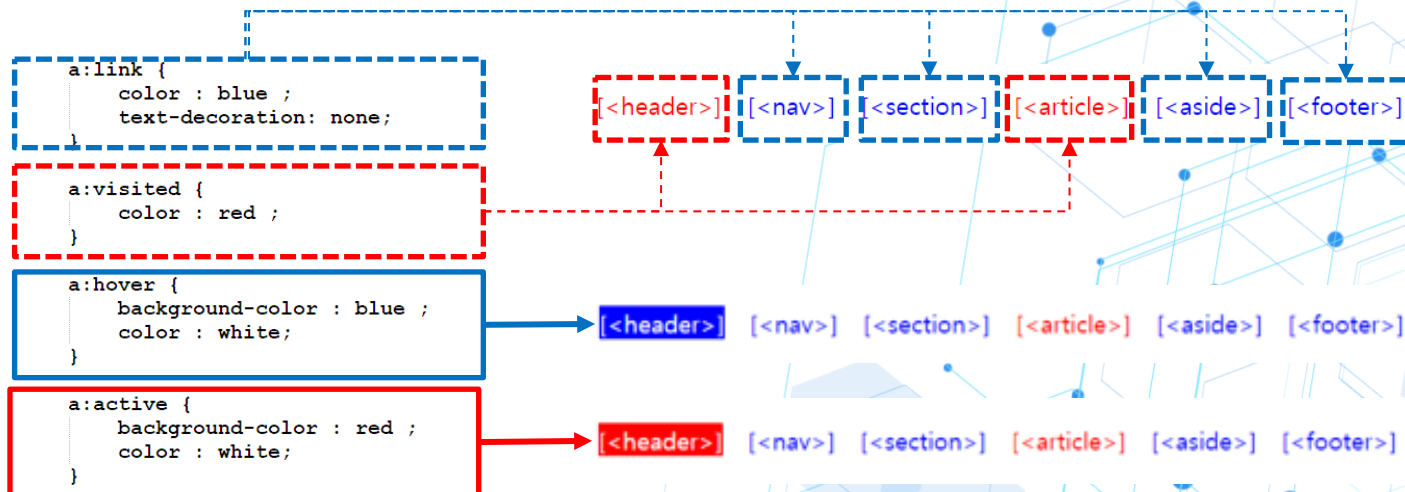 a:link {
color : blue ;
text-decoration: none;
}
[<header>] [<nav>] [<section>] [<article>] [<aside>] [<footer>]
a:visited {
color : red ;
}
a:hover {
background-color : blue ;
color : white;
}
[<header>] [<nav>] [<section>] [<article>] [<aside>] [<footer>]
a:active {
background-color : red ;
color : white;
}
[<header>] [<nav>] [<section>] [<article>] [<aside>] [<footer>]